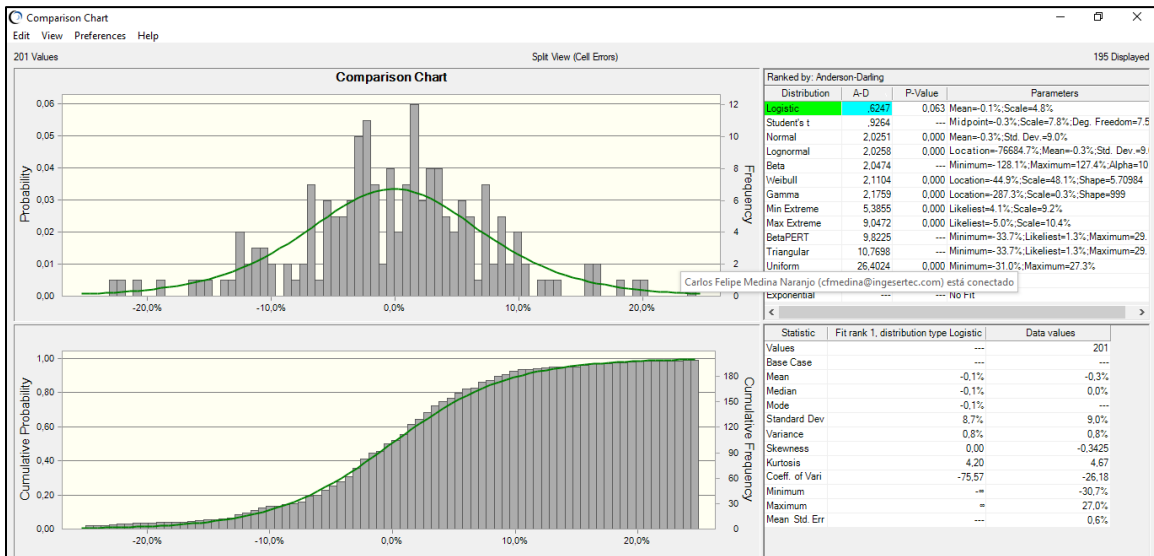 Comparison Chart
Edit View Preferences Help
201 Values Split View (Cell Errors) 195 Displayed
Comparison Chart
Probability
0,06
0,05
0,04
0,03
0,02
0,01
0,00
Frequency
12
10
8
6
4
2
0
-20,0% -10,0% 0,0% 10,0% 20,0%
Ranked by: Anderson-Darling
Distribution A-D P-Value Parameters
Logistic ,6247 0,063 Mean=-0.1%;Scale=4.8%
Student's t ,9264 --- Midpoint=-0.3%;Scale=7.8%;Deg. Freedom=7.5
Normal 2,0251 0,000 Mean=-0.3%;Std. Dev.=9.0%
Lognormal 2,0258 0,000 Location=-76684.7%;Mean=-0.3%;Std. Dev.=9.
Beta 2,0474 --- Minimum=-128.1%;Maximum=127.4%;Alpha=10
Weibull 2,1104 0,000 Location=-44.9%;Scale=48.1%;Shape=5.70984
Gamma 2,1759 0,000 Location=-287.3%;Scale=0.3%;Shape=999
Min Extreme 5,3855 0,000 Likeliest=4.1%;Scale=9.2%
Max Extreme 9,0472 0,000 Likeliest=-5.0%;Scale=10.4%
BetaPERT 9,8225 --- Minimum=-33.7%;Likeliest=1.3%;Maximum=29.
Triangular 10,7698 --- Minimum=-33.7%;Likeliest=1.3%;Maximum=29.
Uniform 26,4024 0,000 Minimum=-31.0%;Maximum=27.3%
Carlos Felipe Medina Naranjo (cfmedina@ingesertec.com) está conectado
Exponential --- --- No Fit
Cumulative Probability
1,00
0,80
0,60
0,40
0,20
0,00
Cumulative Frequency
180
150
120
90
60
30
0
-20,0% -10,0% 0,0% 10,0% 20,0%
Statistic Fit rank 1, distribution type Logistic Data values
Values --- 201
Base Case --- ---
Mean -0,1% -0,3%
Median -0,1% 0,0%
Mode -0,1% ---
Standard Dev 8,7% 9,0%
Variance 0,8% 0,8%
Skewness 0,00 -0,3425
Kurtosis 4,20 4,67
Coeff. of Vari -75,57 -26,18
Minimum -∞ -30,7%
Maximum ∞ 27,0%
Mean Std. Err --- 0,6%